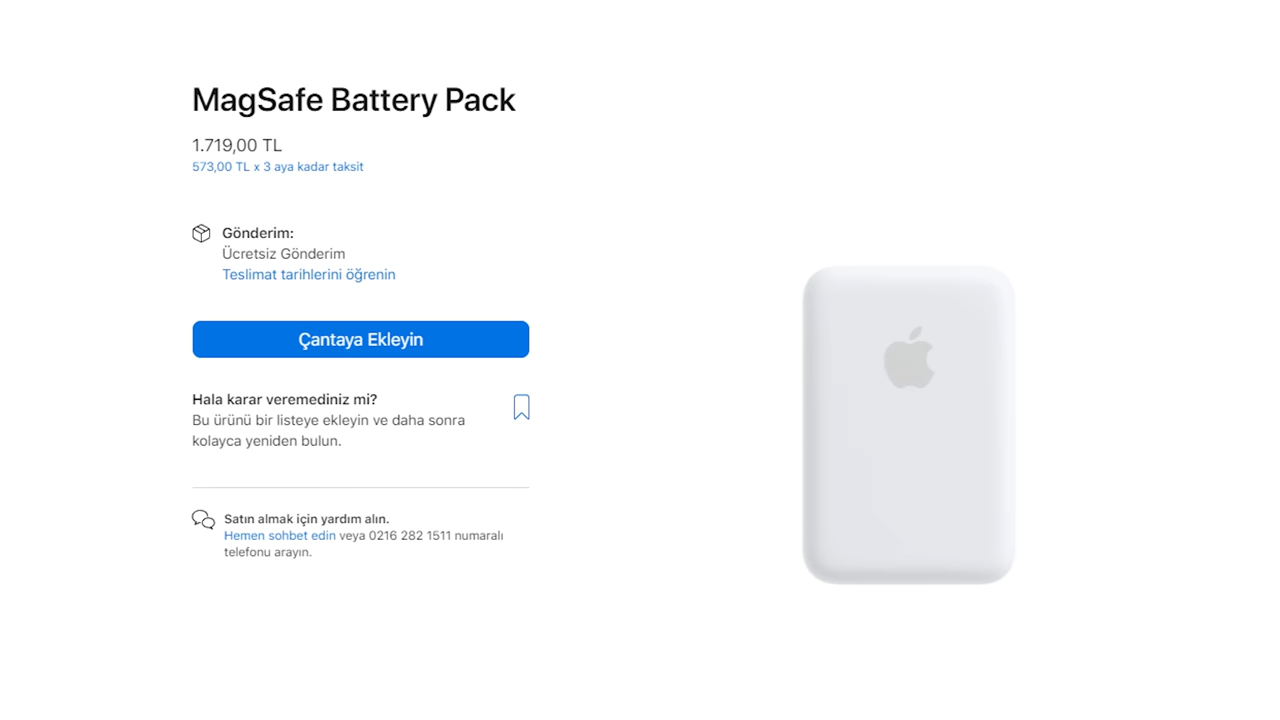 MagSafe Battery Pack
1.719,00 TL
573,00 TL x 3 aya kadar taksit
Gönderim:
Ücretsiz Gönderim
Teslimat tarihlerini öğrenin
Çantaya Ekleyin
Hala karar veremediniz mi?
Bu ürünü bir listeye ekleyin ve daha sonra
kolayca yeniden bulun.
Satın almak için yardım alın.
Hemen sohbet edin veya 0216 282 1511 numaralı
telefonu arayın.